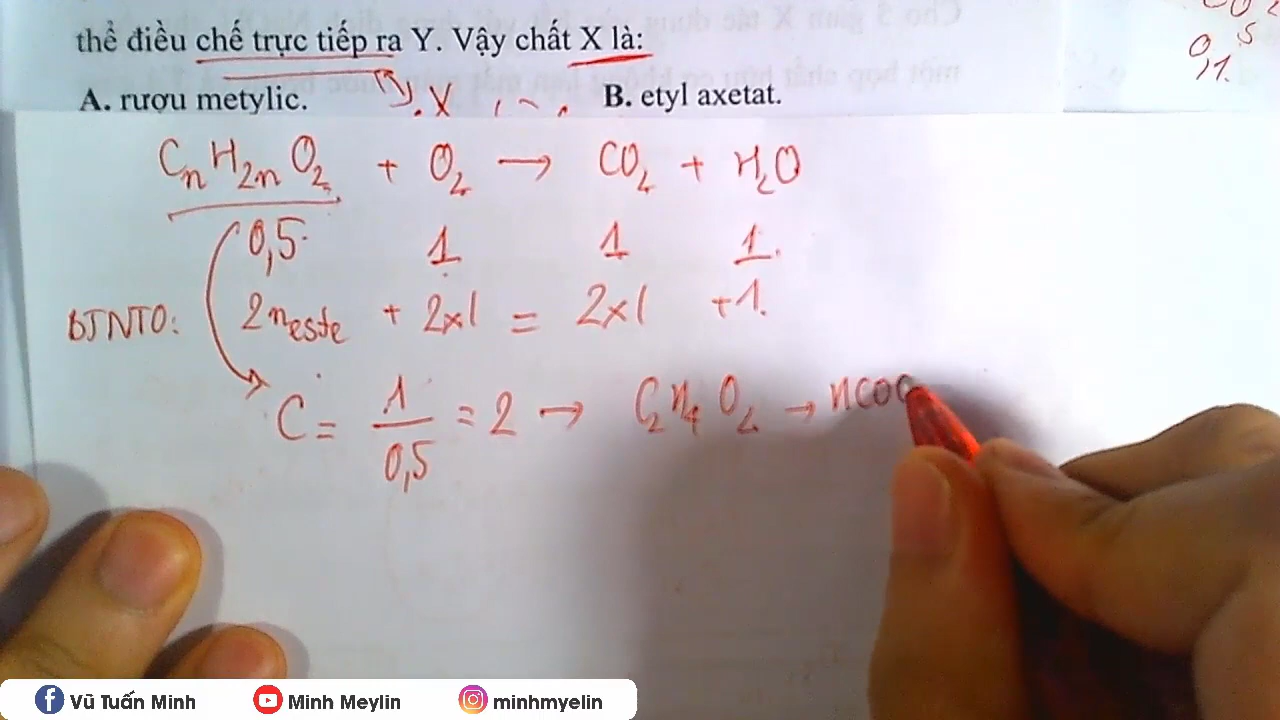 thể điều chế trực tiếp ra Y. Vậy chất X là:
A. rượu metylic. B. etyl axetat.
X
CnH2nO2 + O2 → CO2 + H2O
0,5 1 1 1
BTNTO: 2neste + 2x1 = 2x1 + 1
C = 1/0,5 = 2 → C2H4O2 → HCOO
0,1
Vũ Tuấn Minh Minh Meylin minhmyelin